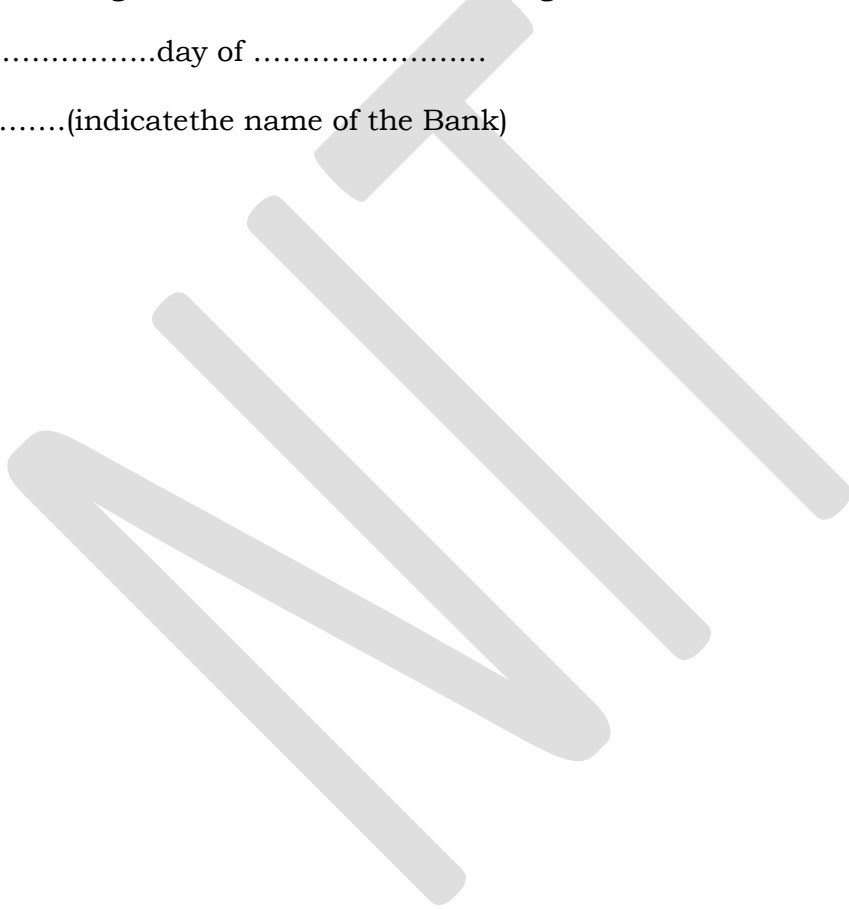 ……………..day of ………………….
…….(indicatethe name of the Bank)
NIT